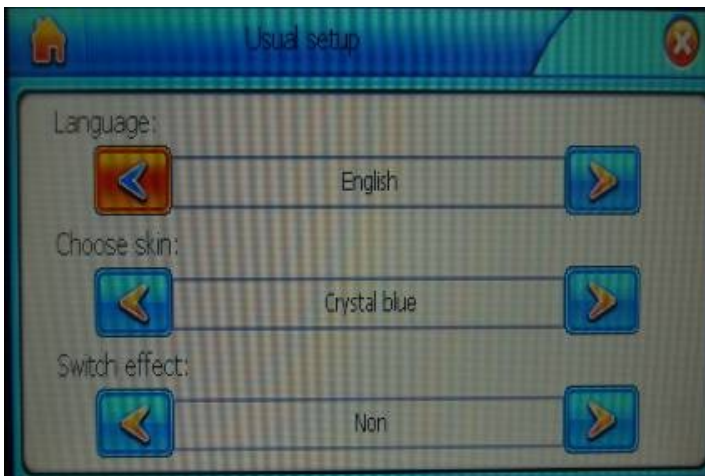 Usual setup
Language:
English
Choose skin:
Crystal blue
Switch effect:
Non